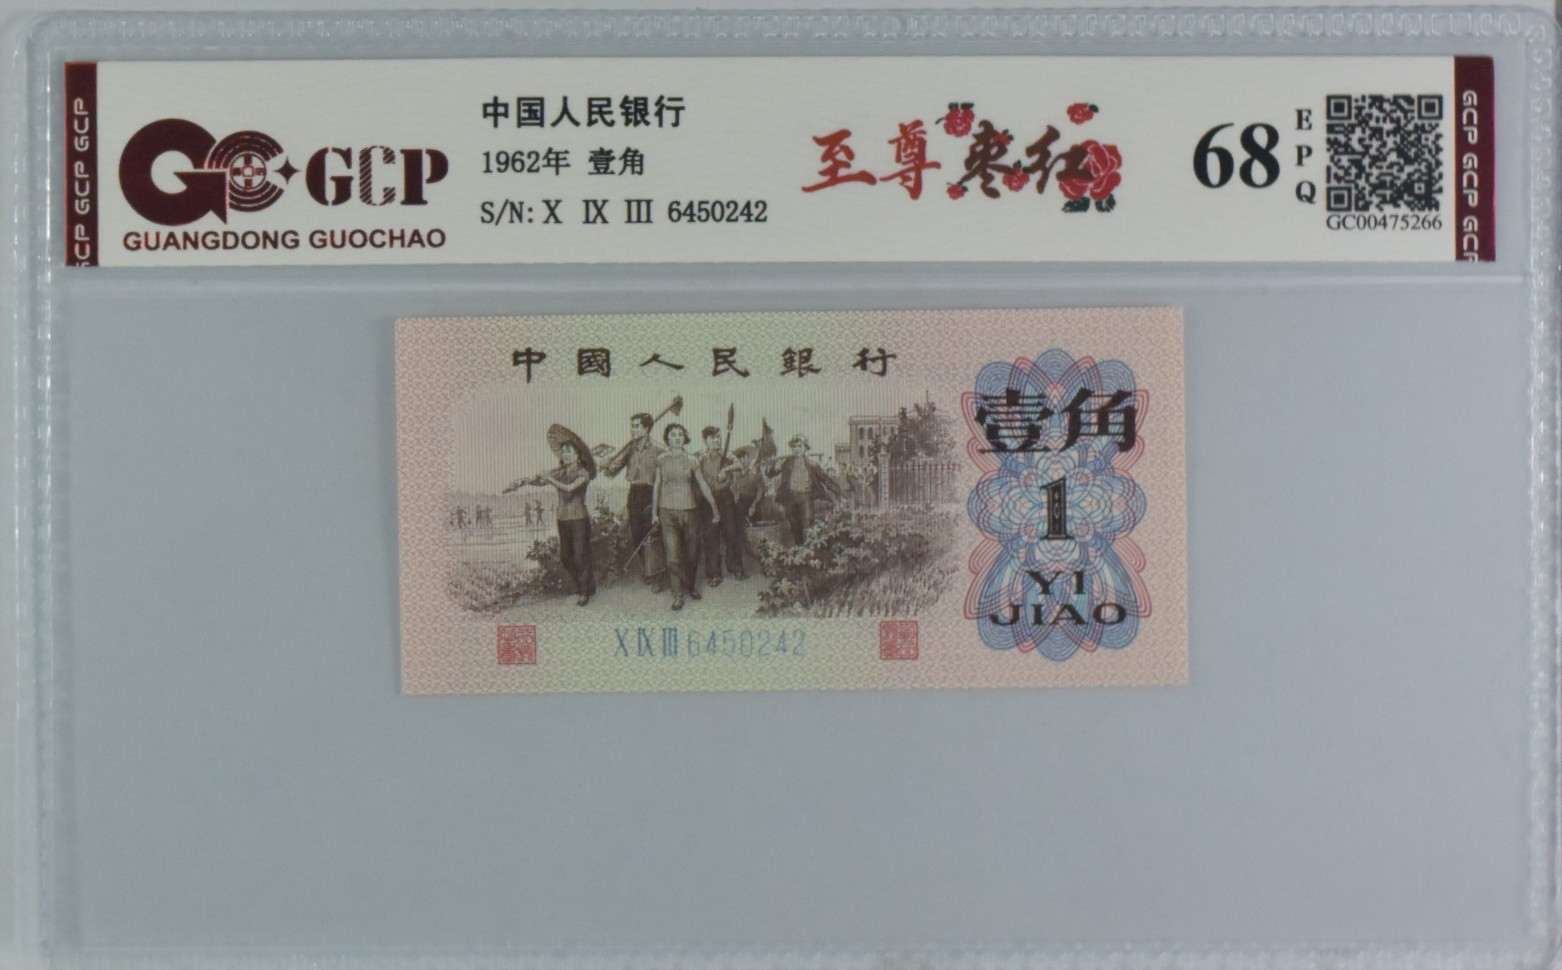 GCP GCP GCP
GCP
GUANGDONG GUOCHAO
中国人民银行
1962年 壹角
S/N: X IX III 6450242
至尊枣红
68
EPQ
GC00475266
GCP GCP GCP
中國人民銀行
壹角
1
YI
JIAO
X IX III 6450242